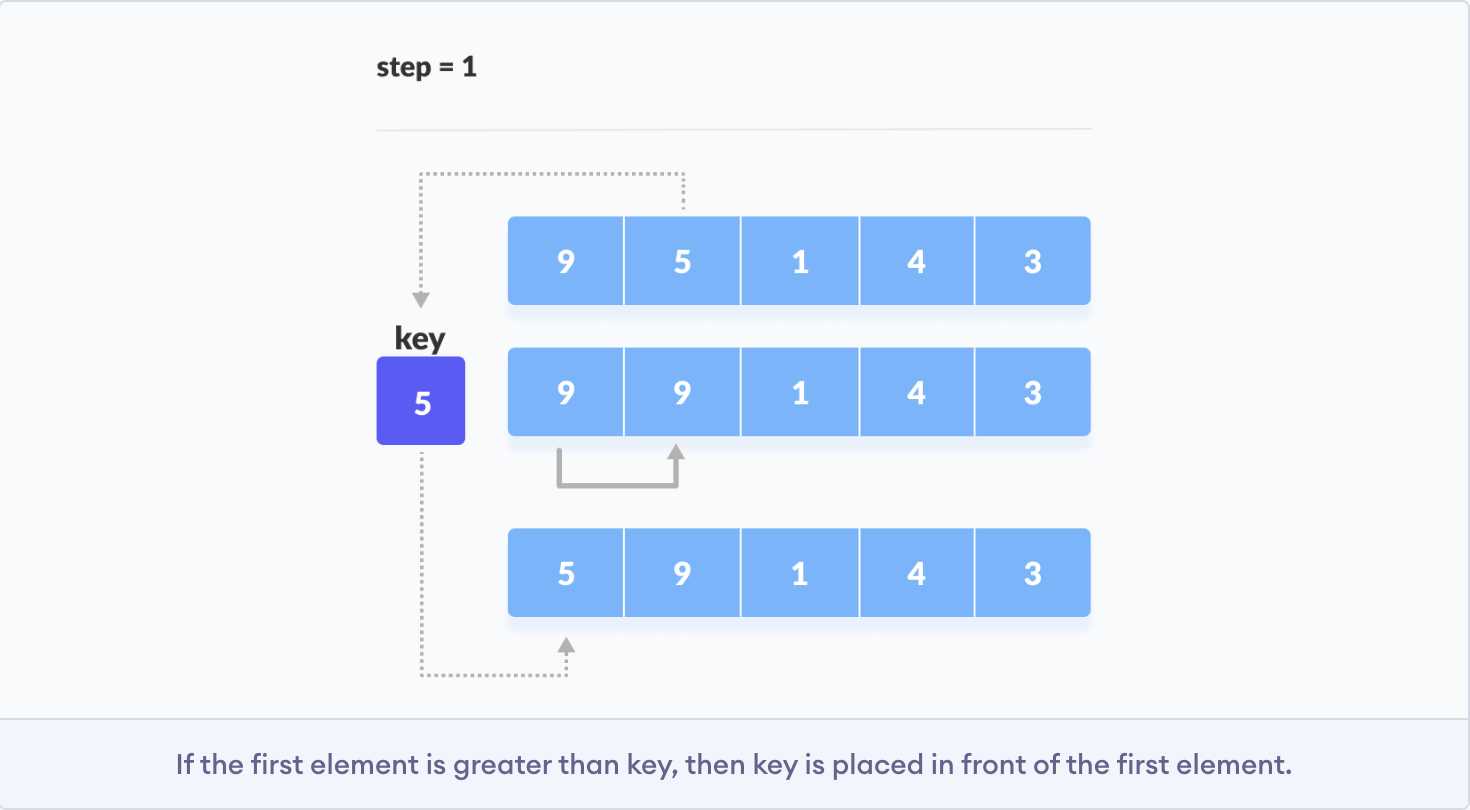 step = 1
9 5 1 4 3
key
5
9 9 1 4 3
5 9 1 4 3
If the first element is greater than key, then key is placed in front of the first element.